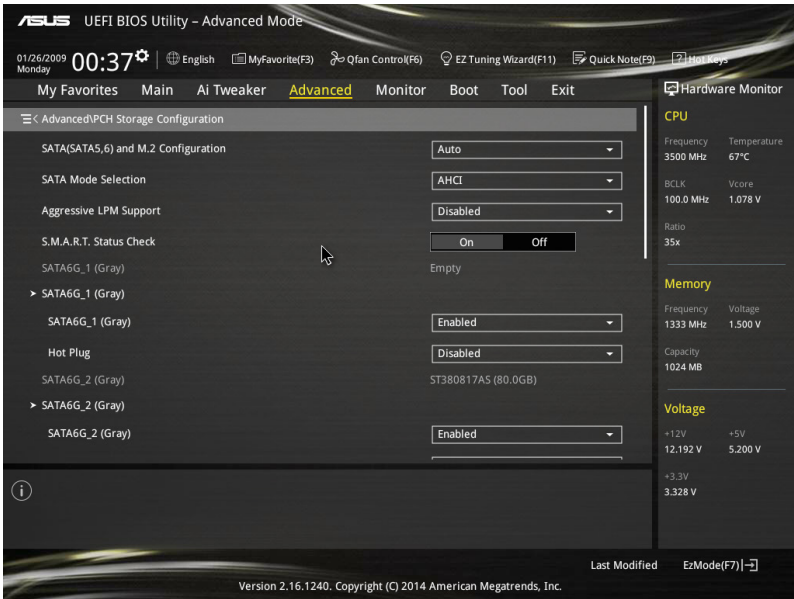 ASUS UEFI BIOS Utility – Advanced Mode
01/26/2009 Monday 00:37 English MyFavorite(F3) Qfan Control(F6) EZ Tuning Wizard(F11) Quick Note(F9) Hot Keys
My Favorites Main Ai Tweaker Advanced Monitor Boot Tool Exit
Advanced\PCH Storage Configuration
SATA(SATA5,6) and M.2 Configuration Auto
SATA Mode Selection AHCI
Aggressive LPM Support Disabled
S.M.A.R.T. Status Check On Off
SATA6G_1 (Gray) Empty
SATA6G_1 (Gray)
SATA6G_1 (Gray) Enabled
Hot Plug Disabled
SATA6G_2 (Gray) ST380817AS (80.0GB)
SATA6G_2 (Gray)
SATA6G_2 (Gray) Enabled
Hardware Monitor
CPU
Frequency Temperature
3500 MHz 67°C
BCLK Vcore
100.0 MHz 1.078 V
Ratio
35x
Memory
Frequency Voltage
1333 MHz 1.500 V
Capacity
1024 MB
Voltage
+12V +5V
12.192 V 5.200 V
+3.3V
3.328 V
Last Modified EzMode(F7)
Version 2.16.1240. Copyright (C) 2014 American Megatrends, Inc.